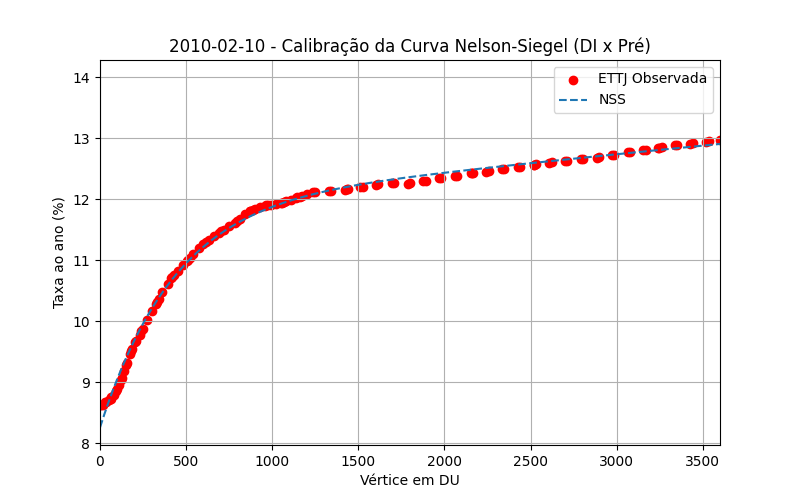 2010-02-10 - Calibração da Curva Nelson-Siegel (DI x Pré)
ETTJ Observada
NSS
Taxa ao ano (%)
14
13
12
11
10
9
8
0 500 1000 1500 2000 2500 3000 3500
Vértice em DU